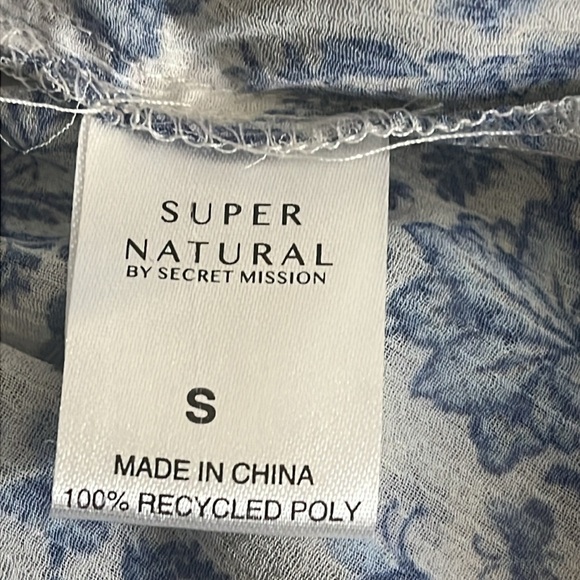 SUPER
NATURAL
BY SECRET MISSION
S
MADE IN CHINA
100% RECYCLED POLY